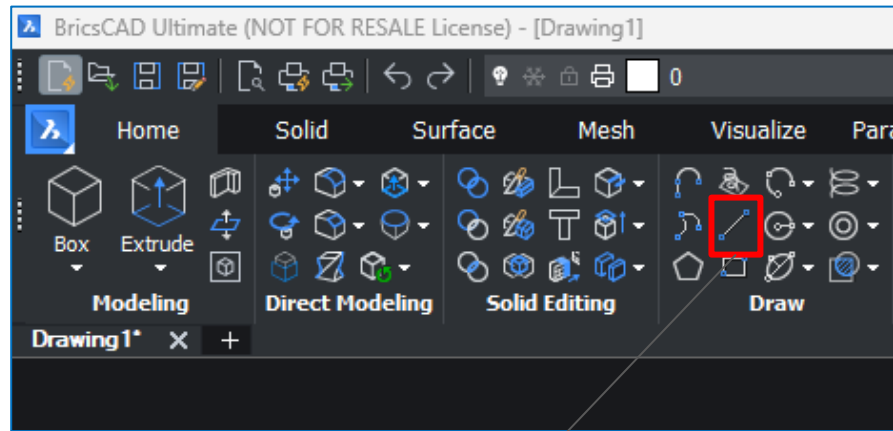 BricsCAD Ultimate (NOT FOR RESALE License) - [Drawing1]
0
Home Solid Surface Mesh Visualize Para
Box Extrude
Modeling Direct Modeling Solid Editing Draw
Drawing1* X +